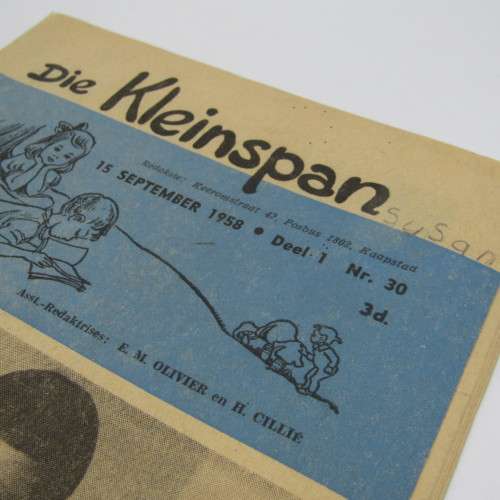 Die Kleinspan
Susan
Redaksie: Keeromstraat 47, Posbus 1802, Kaapstad
15 SEPTEMBER 1958 • Deel 1 Nr. 30
3d.
Asst.-Redaktrises: E. M. OLIVIER en H. CILLIÉ